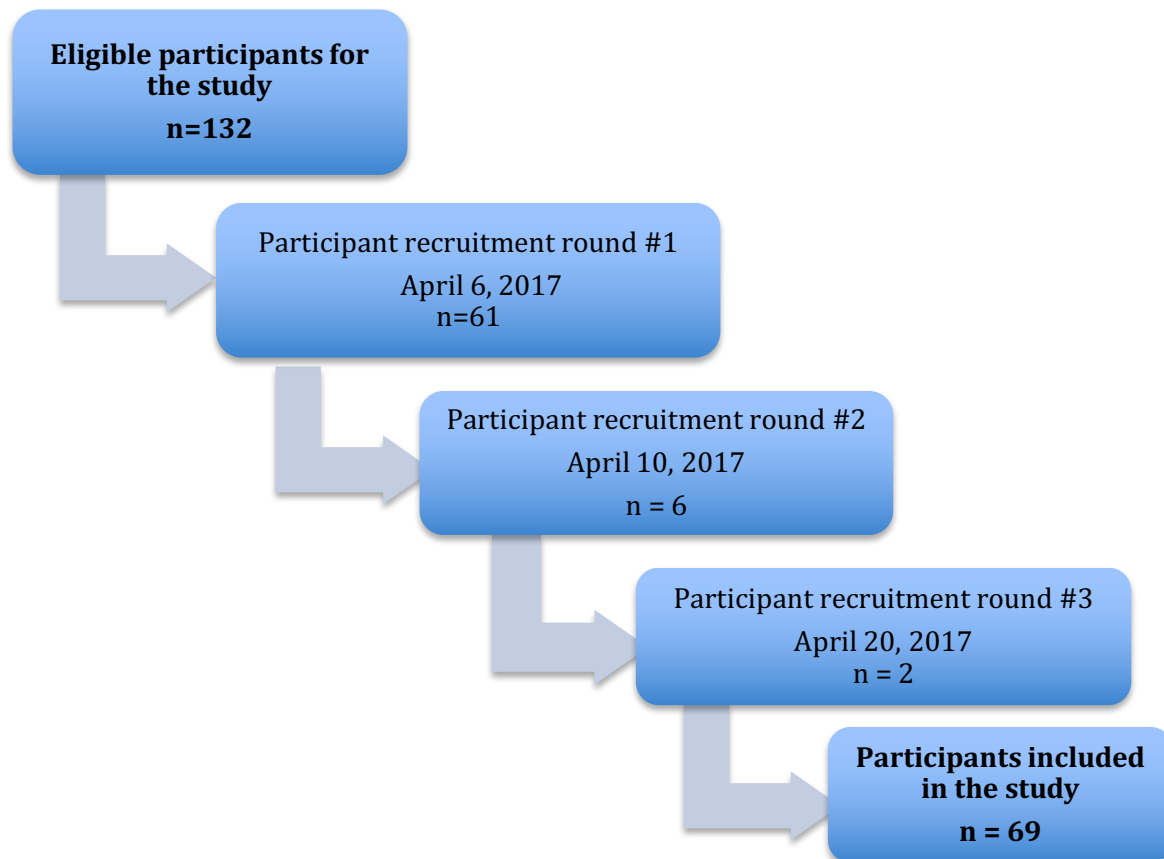 Eligible participants for
the study
n=132
Participant recruitment round #1
April 6, 2017
n=61
Participant recruitment round #2
April 10, 2017
n = 6
Participant recruitment round #3
April 20, 2017
n = 2
Participants included
in the study
n = 69